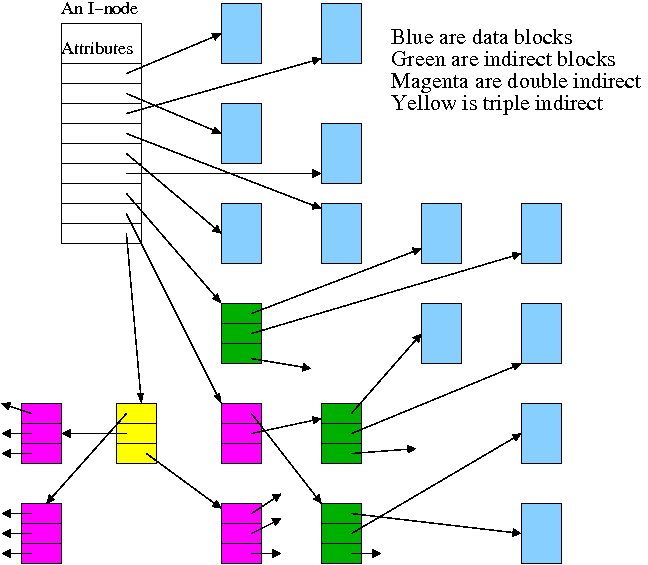 An I-node
Attributes
Blue are data blocks
Green are indirect blocks
Magenta are double indirect
Yellow is triple indirect